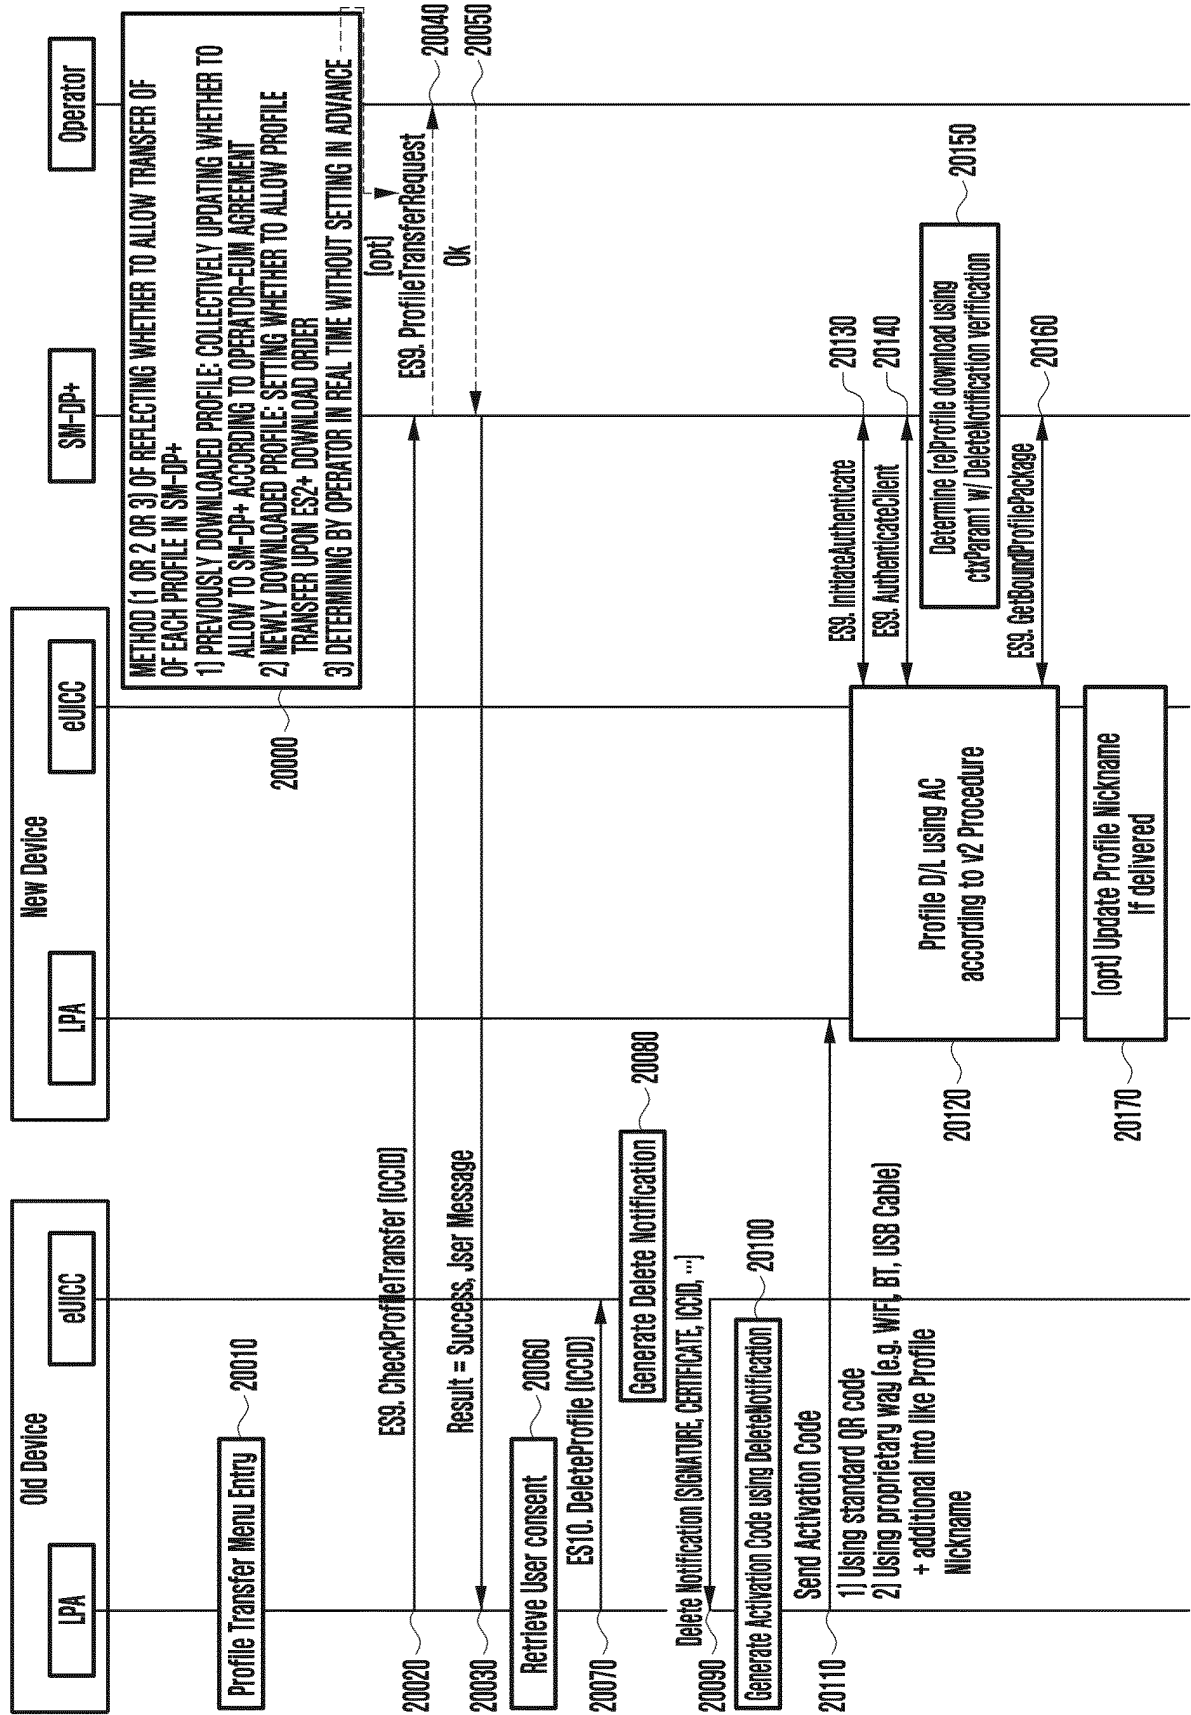 Old Device
LPA
eUICC
New Device
LPA
eUICC
SM-DP+
Operator
METHOD (1 OR 2 OR 3) OF REFLECTING WHETHER TO ALLOW TRANSFER OF
OF EACH PROFILE IN SM-DP+
1) PREVIOUSLY DOWNLOADED PROFILE: COLLECTIVELY UPDATING WHETHER TO
ALLOW TO SM-DP+ ACCORDING TO OPERATOR-EUM AGREEMENT
2) NEWLY DOWNLOADED PROFILE: SETTING WHETHER TO ALLOW PROFILE
TRANSFER UPON ES2+ DOWNLOAD ORDER
3) DETERMINING BY OPERATOR IN REAL TIME WITHOUT SETTING IN ADVANCE
20000
Profile Transfer Menu Entry
20010
ES9. CheckProfileTransfer (ICCID)
20020
(opt)
ES9. ProfileTransferRequest
20040
Ok
20050
Result = Success, Jser Message
20030
Retrieve User consent
20060
ES10. DeleteProfile (ICCID)
20070
Generate Delete Notification
20080
Delete Notification (SIGNATURE, CERTIFICATE, ICCID, ...)
20090
Generate Activation Code using DeleteNotification
20100
Send Activation Code
20110
1) Using standard QR code
2) Using proprietary way (e.g. WiFi, BT, USB Cable)
+ additional Into like Profile
Nickname
Profile D/L using AC
according to v2 Procedure
20120
ES9. InitiateAuthenticate
20130
ES9. AuthenticateClient
20140
Determine (re)Profile download using
ctxParam1 w/ DeleteNotification verification
20150
ES9. GetBoundProfilePackage
20160
(opt) Update Profile Nickname
If delivered
20170